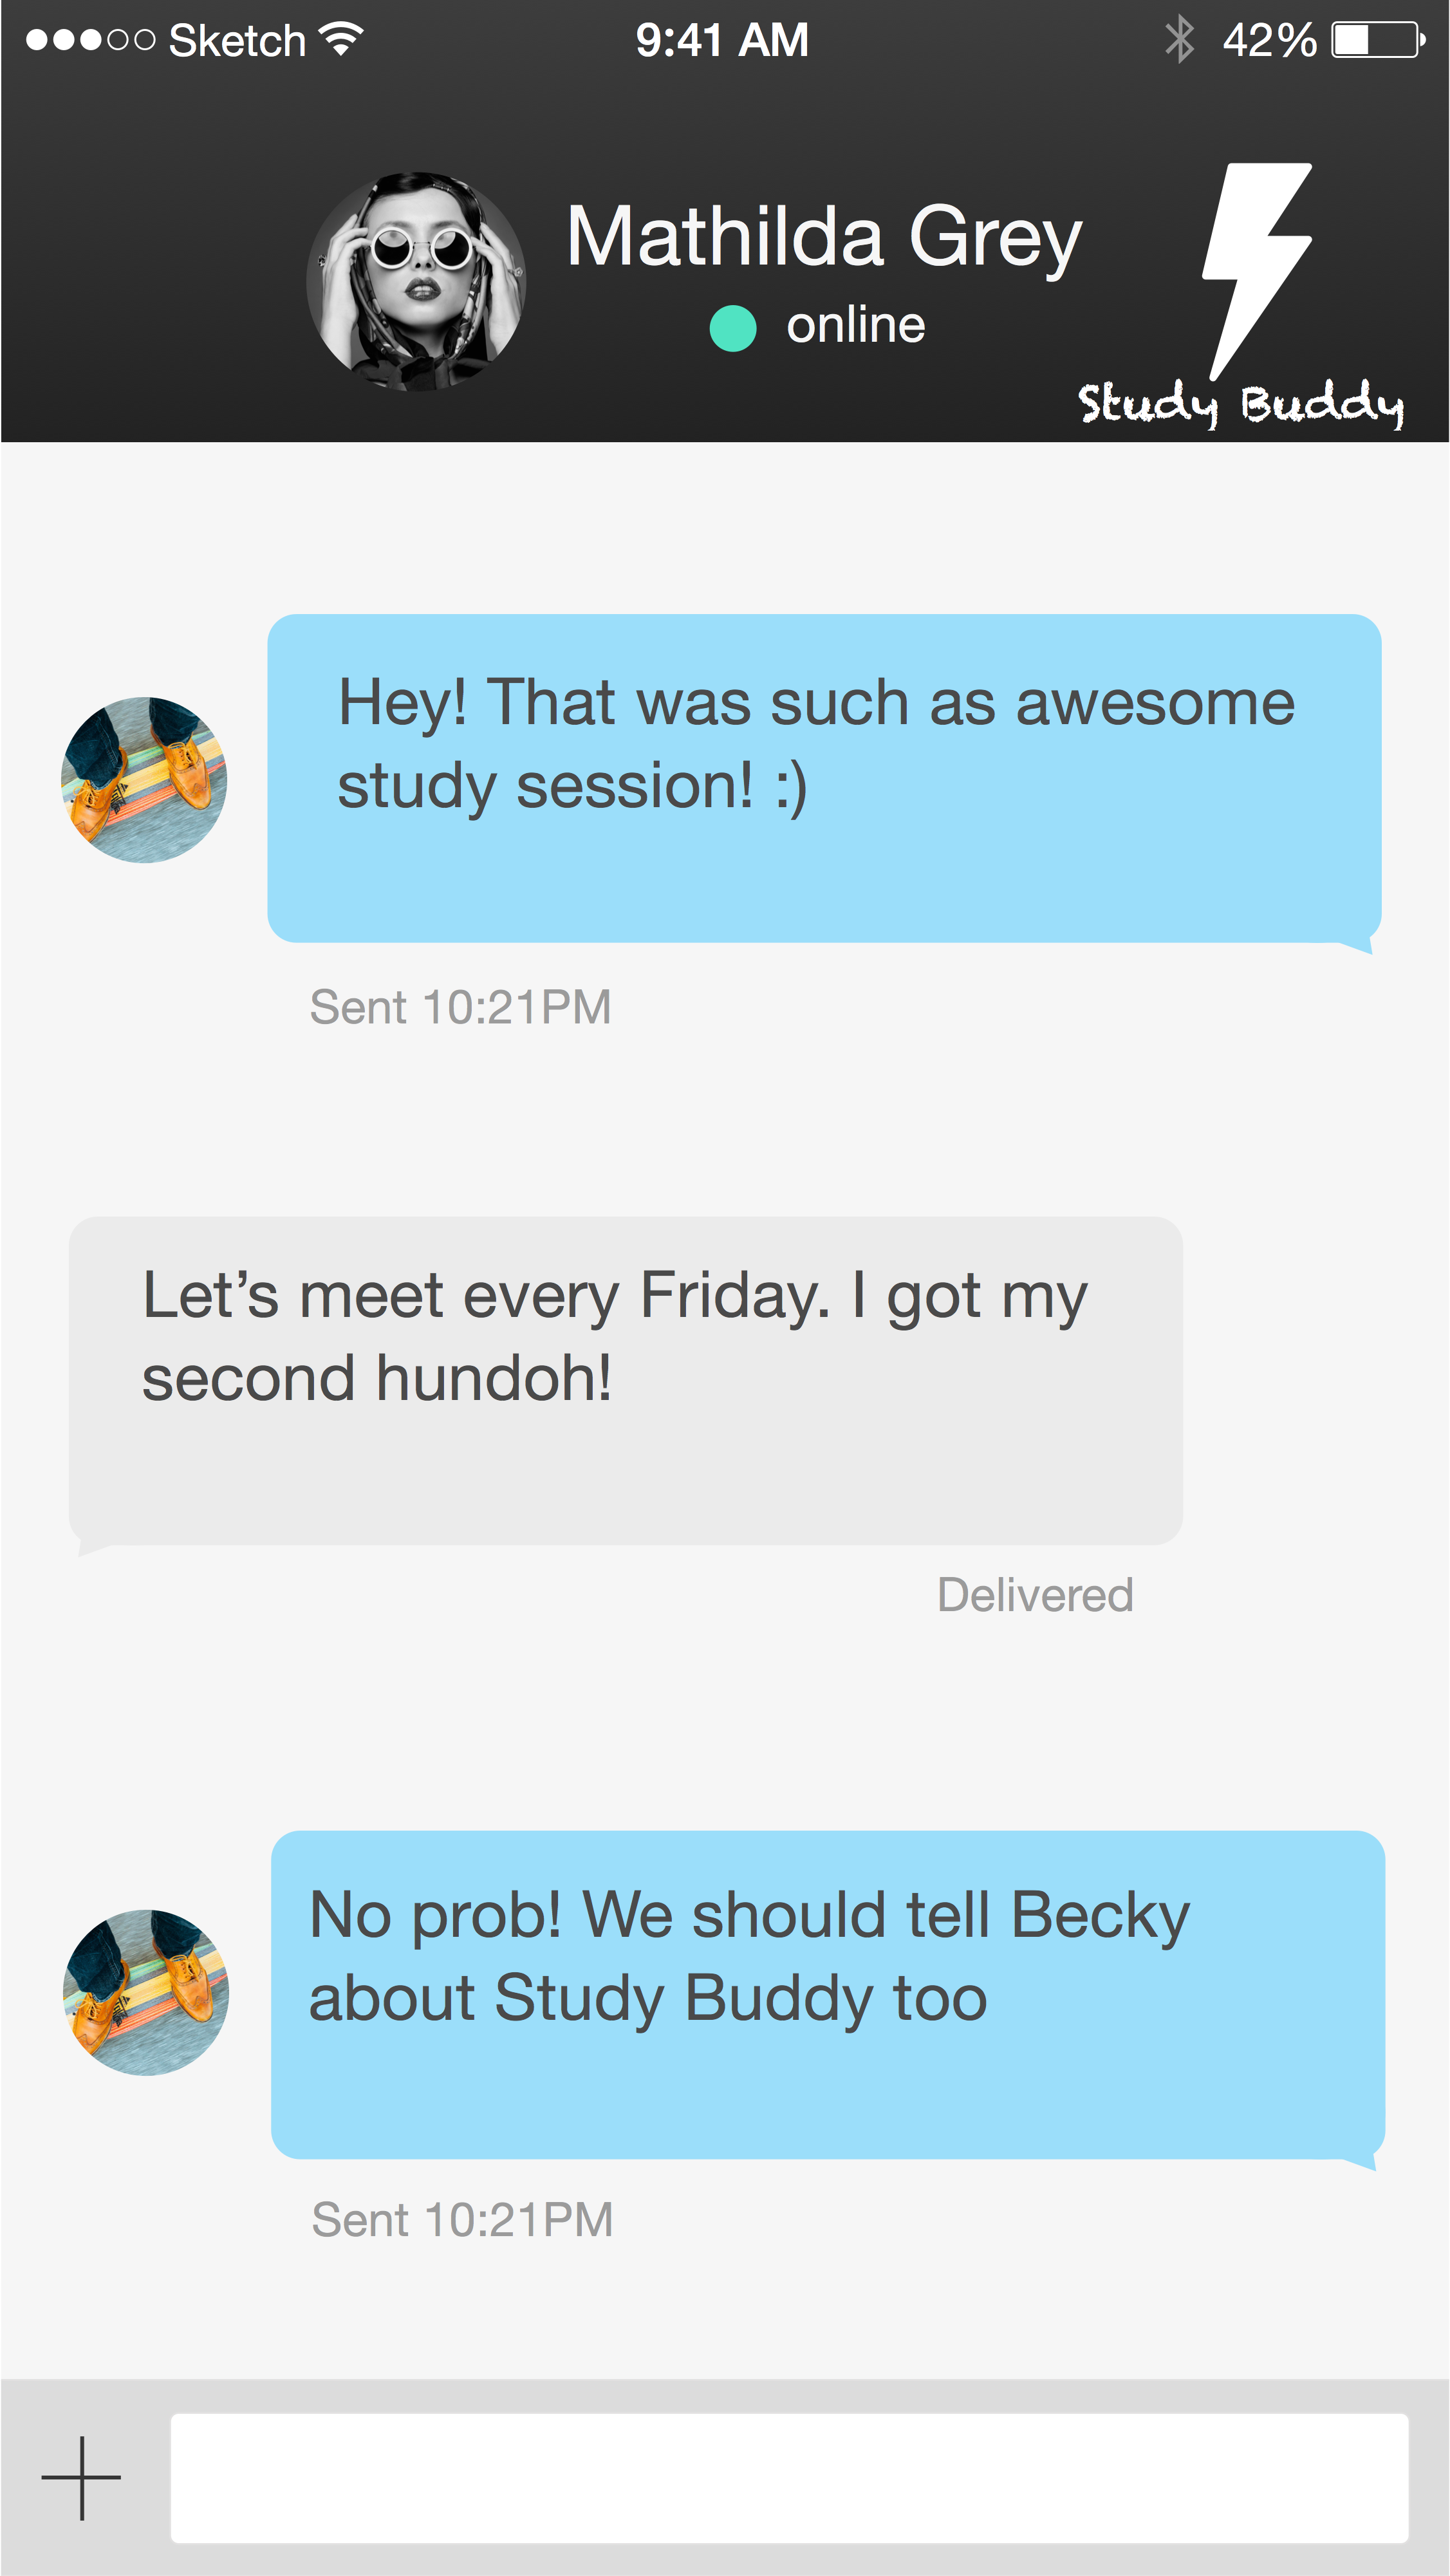 Sketch 9:41 AM 42%
Mathilda Grey
online
Study Buddy
Hey! That was such as awesome
study session! :)
Sent 10:21PM
Let’s meet every Friday. I got my
second hundoh!
Delivered
No prob! We should tell Becky
about Study Buddy too
Sent 10:21PM